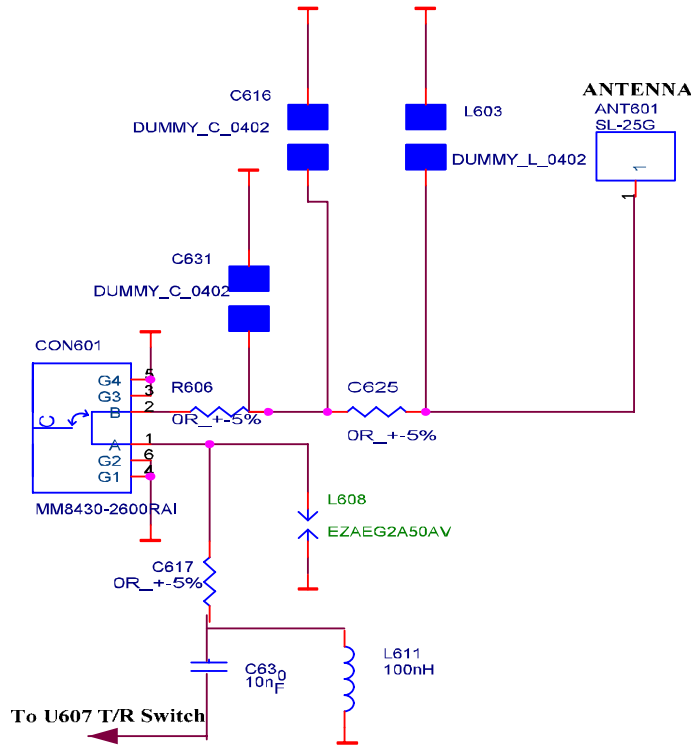 C616
DUMMY_C_0402
L603
DUMMY_L_0402
ANTENNA
ANT601
SL-25G
1
1
C631
DUMMY_C_0402
CON601
C
G4
G3
B
A
G2
G1
5
3
2
1
6
4
MM8430-2600RAI
R606
0R_+-5%
C625
0R_+-5%
L608
EZAEG2A50AV
C617
0R_+-5%
C630
10nF
L611
100nH
To U607 T/R Switch